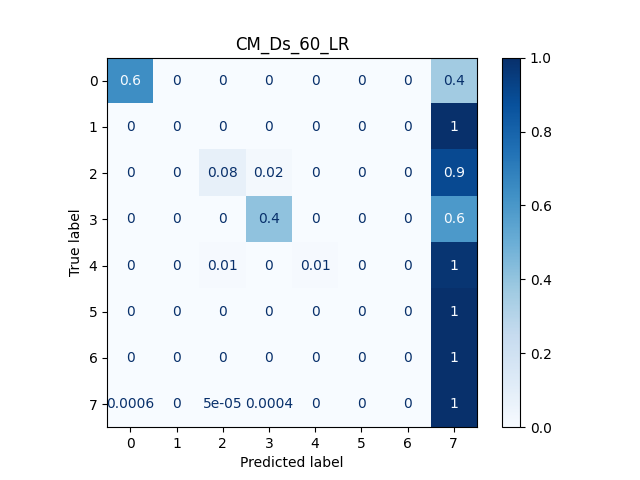 CM_Ds_60_LR
True label
0 0.6 0 0 0 0 0 0 0.4
1 0 0 0 0 0 0 0 1
2 0 0 0.08 0.02 0 0 0 0.9
3 0 0 0 0.4 0 0 0 0.6
4 0 0 0.01 0 0.01 0 0 1
5 0 0 0 0 0 0 0 1
6 0 0 0 0 0 0 0 1
7 0.0006 0 5e-05 0.0004 0 0 0 1
0 1 2 3 4 5 6 7
Predicted label
1.0
0.8
0.6
0.4
0.2
0.0